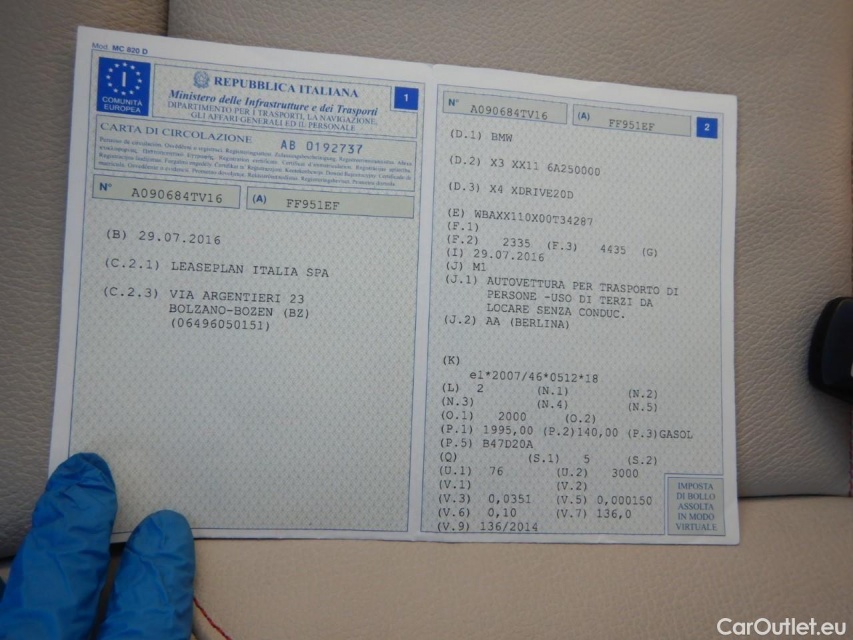 Mod. MC 820 D
I
COMUNITÀ
EUROPEA
REPUBBLICA ITALIANA
Ministero delle Infrastrutture e dei Trasporti
DIPARTIMENTO PER I TRASPORTI, LA NAVIGAZIONE,
GLI AFFARI GENERALI ED IL PERSONALE
1
CARTA DI CIRCOLAZIONE
AB 0192737
N° A090684TV16 (A) FF951EF
(B) 29.07.2016
(C.2.1) LEASEPLAN ITALIA SPA
(C.2.3) VIA ARGENTIERI 23
BOLZANO-BOZEN (BZ)
(06496050151)
N° A090684TV16 (A) FF951EF
2
(D.1) BMW
(D.2) X3 XX11 6A250000
(D.3) X4 XDRIVE20D
(E) WBAXX110X00T34287
(F.1)
(F.2) 2335 (F.3) 4435 (G)
(I) 29.07.2016
(J) M1
(J.1) AUTOVETTURA PER TRASPORTO DI
PERSONE -USO DI TERZI DA
LOCARE SENZA CONDUC.
(J.2) AA (BERLINA)
(K)
e1*2007/46*0512*18
(L) 2 (N.1) (N.2)
(N.3) (N.4) (N.5)
(O.1) 2000 (O.2)
(P.1) 1995,00 (P.2)140,00 (P.3)GASOL
(P.5) B47D20A
(Q) (S.1) 5 (S.2)
(U.1) 76 (U.2) 3000
(V.1) (V.2)
(V.3) 0,0351 (V.5) 0,000150
(V.6) 0,10 (V.7) 136,0
(V.9) 136/2014
IMPOSTA
DI BOLLO
ASSOLTA
IN MODO
VIRTUALE
CarOutlet.eu